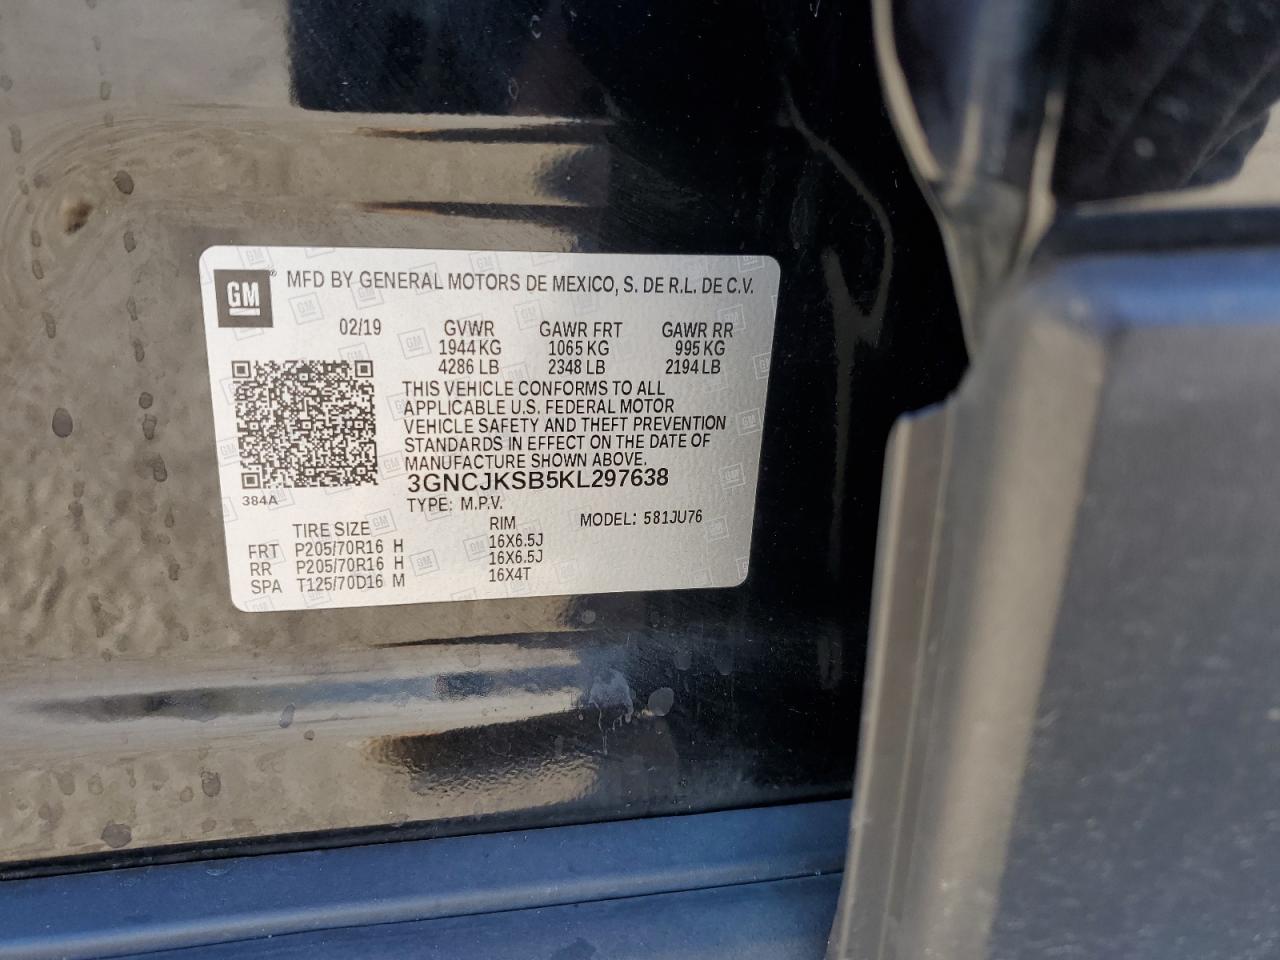 GM ® MFD BY GENERAL MOTORS DE MEXICO, S. DE R.L. DE C.V.
02/19 GVWR GAWR FRT GAWR RR
1944 KG 1065 KG 995 KG
4286 LB 2348 LB 2194 LB
THIS VEHICLE CONFORMS TO ALL
APPLICABLE U.S. FEDERAL MOTOR
VEHICLE SAFETY AND THEFT PREVENTION
STANDARDS IN EFFECT ON THE DATE OF
MANUFACTURE SHOWN ABOVE.
3GNCJKSB5KL297638
384A
TYPE: M.P.V.
MODEL: 581JU76
TIRE SIZE RIM
FRT P205/70R16 H 16X6.5J
RR P205/70R16 H 16X6.5J
SPA T125/70D16 M 16X4T